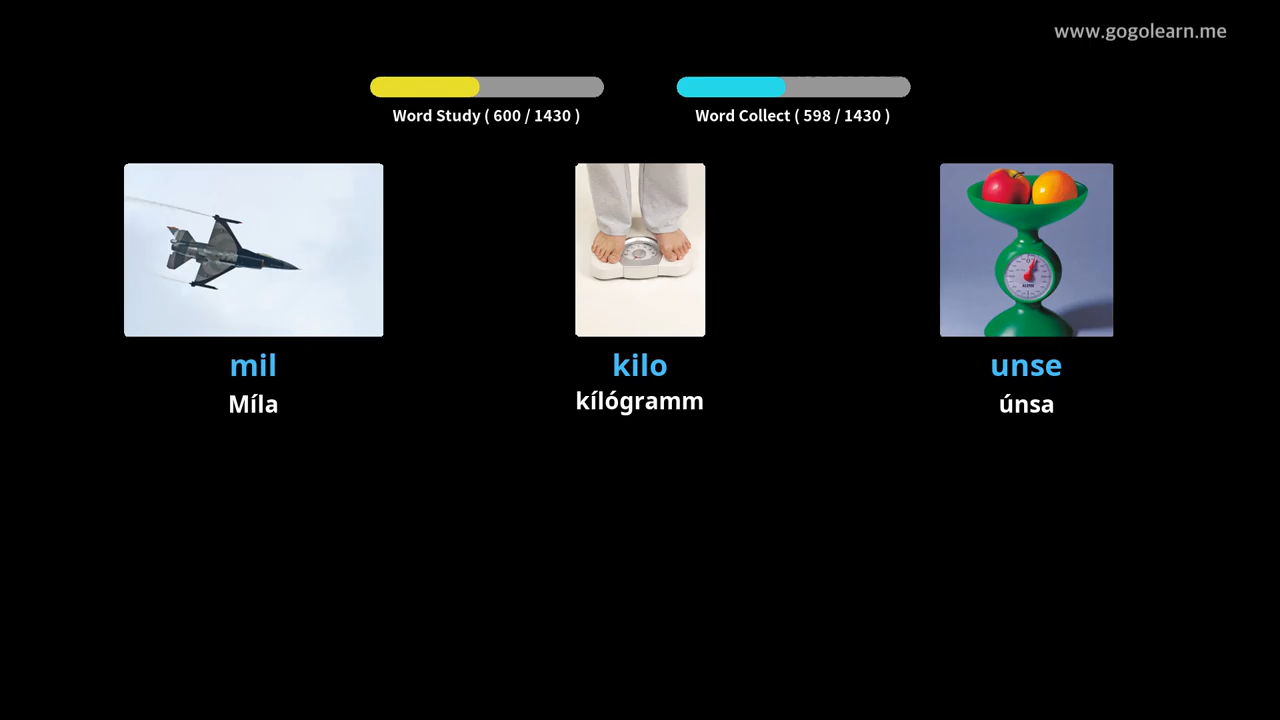 www.gogolearn.me
Word Study ( 600 / 1430 )
Word Collect ( 598 / 1430 )
mil
Míla
kilo
kílógramm
unse
únsa